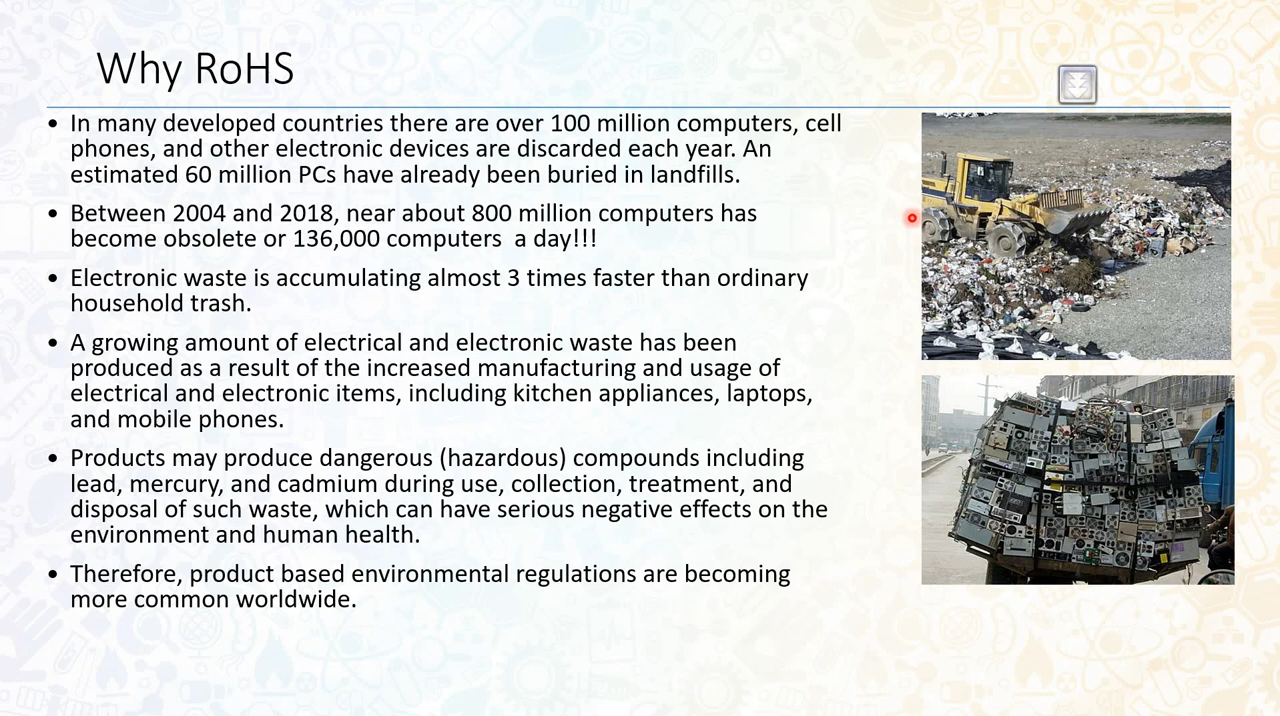 Why RoHS
• In many developed countries there are over 100 million computers, cell
phones, and other electronic devices are discarded each year. An
estimated 60 million PCs have already been buried in landfills.
• Between 2004 and 2018, near about 800 million computers has
become obsolete or 136,000 computers  a day!!!
• Electronic waste is accumulating almost 3 times faster than ordinary
household trash.
• A growing amount of electrical and electronic waste has been
produced as a result of the increased manufacturing and usage of
electrical and electronic items, including kitchen appliances, laptops,
and mobile phones.
• Products may produce dangerous (hazardous) compounds including
lead, mercury, and cadmium during use, collection, treatment, and
disposal of such waste, which can have serious negative effects on the
environment and human health.
• Therefore, product based environmental regulations are becoming
more common worldwide.